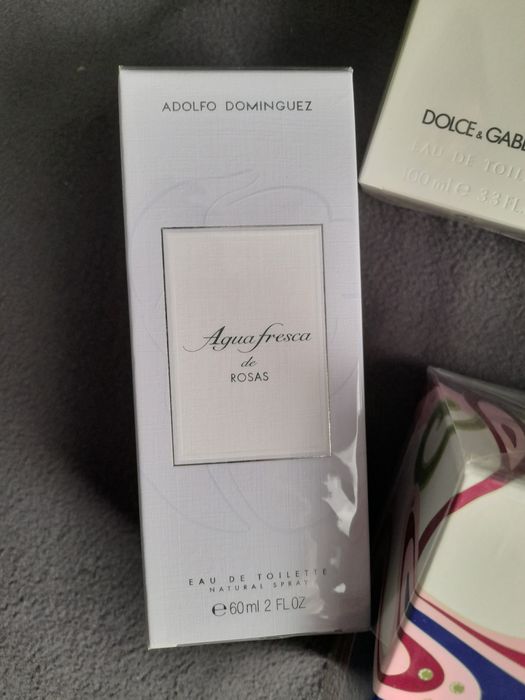 ADOLFO DOMINGUEZ
Agua fresca
de
ROSAS
EAU DE TOILETTE
NATURAL SPRAY
℮ 60 ml 2 FL OZ
DOLCE & GABB
EAU DE TOILE
100 ml ℮ 3.3 FL